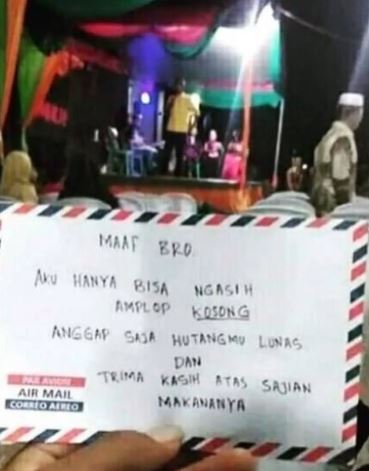 MAAF BRO.
AKU HANYA BISA NGASIH
AMPLOP KOSONG
ANGGAP SAJA HUTANGMU LUNAS
DAN
TRIMA KASIH ATAS SAJIAN
MAKANANYA
PAR AVION
AIR MAIL
CORREO AEREO